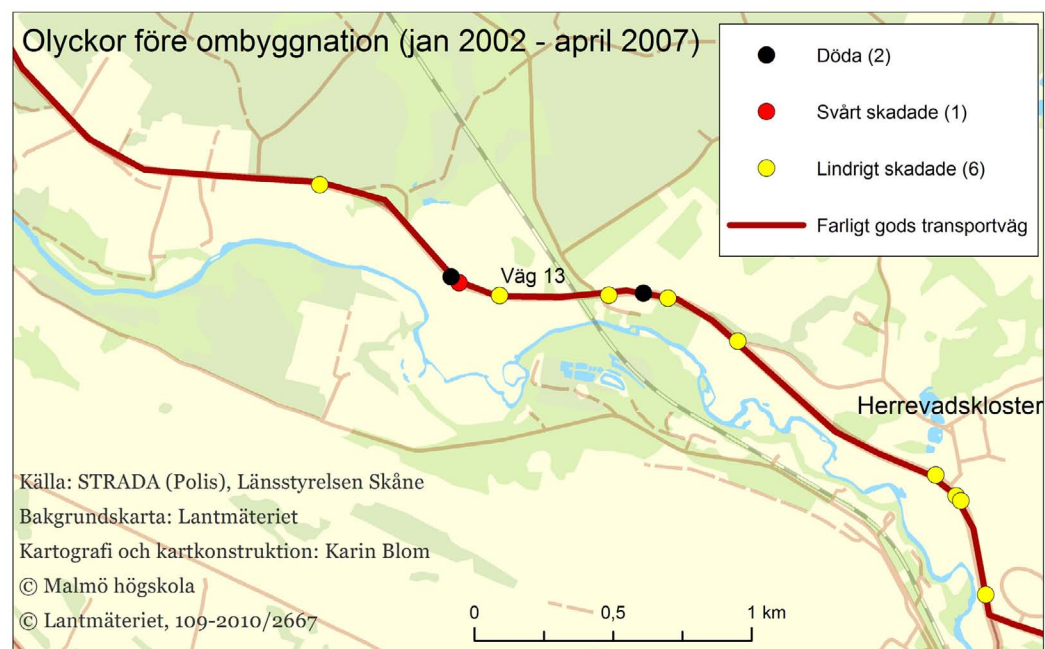 Olyckor före ombyggnation (jan 2002 - april 2007)
Döda (2)
Svårt skadade (1)
Lindrigt skadade (6)
Farligt gods transportväg
Väg 13
Herrevadskloster
Källa: STRADA (Polis), Länsstyrelsen Skåne
Bakgrundskarta: Lantmäteriet
Kartografi och kartkonstruktion: Karin Blom
© Malmö högskola
© Lantmäteriet, 109-2010/2667
0 0,5 1 km